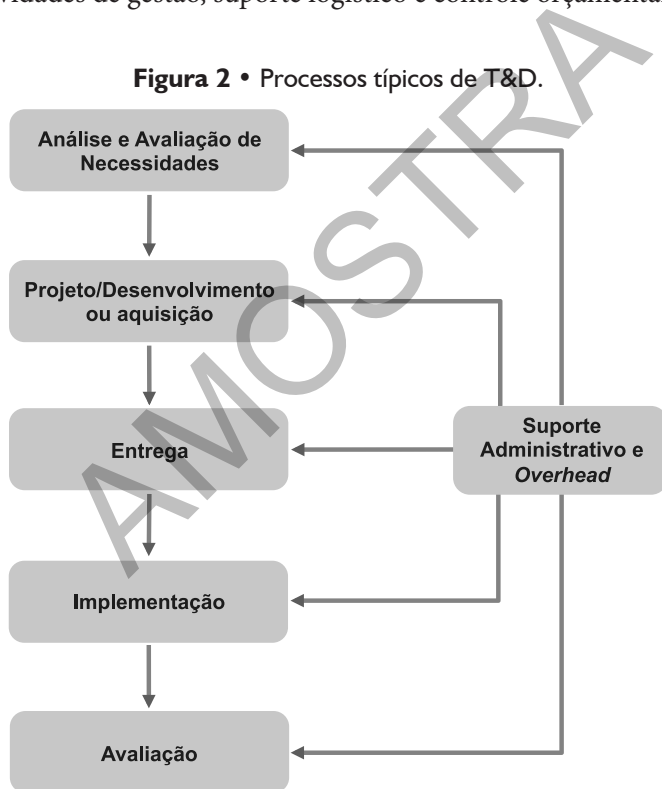 vidades de gestão, suporte logístico e controle orçamenta
Figura 2 • Processos típicos de T&D.
Análise e Avaliação de
Necessidades
Projeto/Desenvolvimento
ou aquisição
Entrega
Suporte
Administrativo e
Overhead
Implementação
Avaliação
AMOSTRA